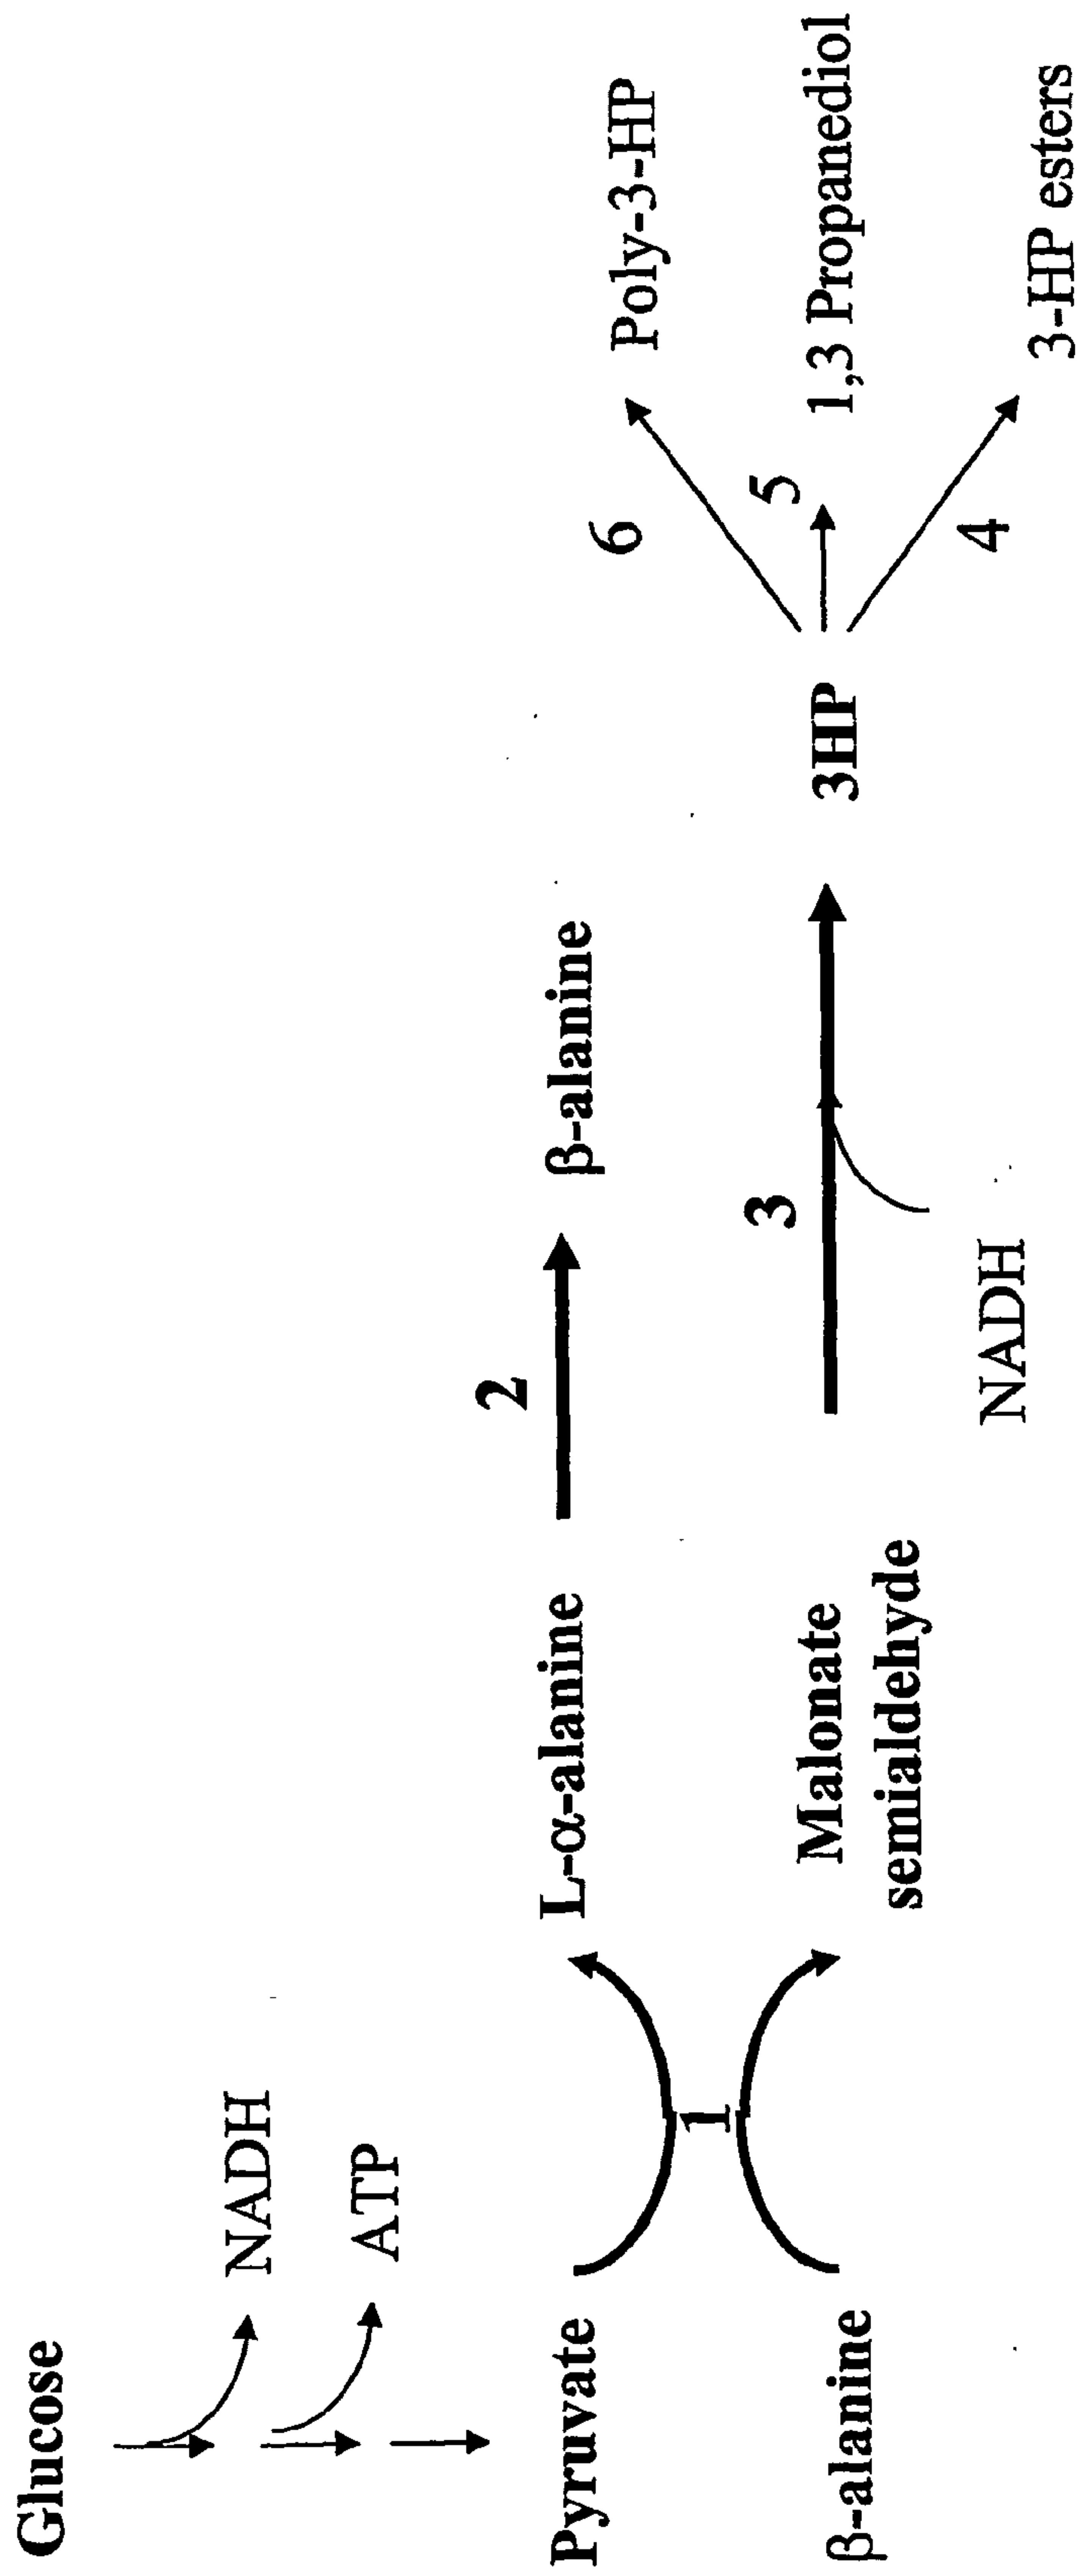 Glucose
NADH
ATP
Pyruvate
L-α-alanine
2
β-alanine
1
β-alanine
Malonate
semialdehyde
3
NADH
3HP
6
Poly-3-HP
5
1,3 Propanediol
4
3-HP esters